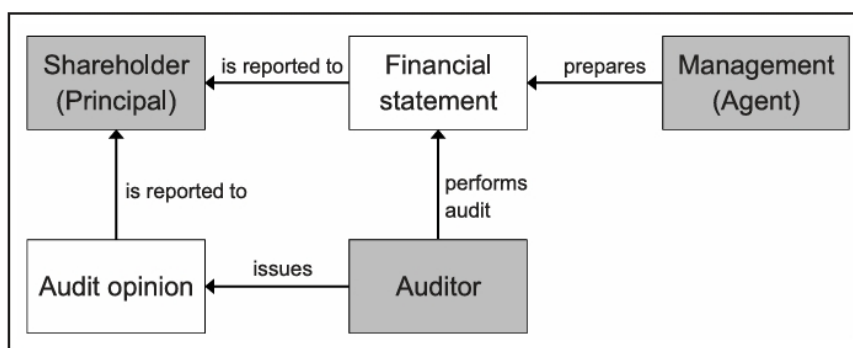 Shareholder
(Principal)
is reported to
Financial
statement
prepares
Management
(Agent)
is reported to
performs
audit
Audit opinion
issues
Auditor